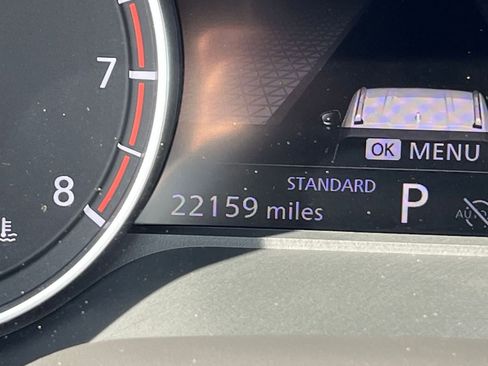 7
OK MENU
STANDARD
8
22159 miles
P